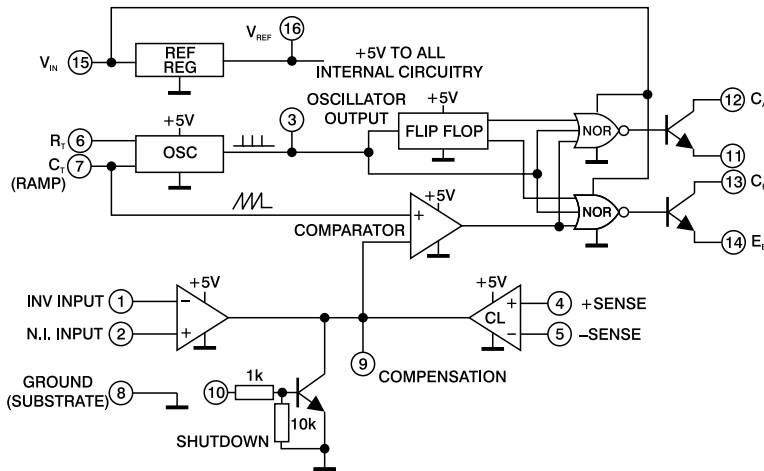 V_REF
16
V_IN
15
REF
REG
+5V TO ALL
INTERNAL CIRCUITRY
+5V
OSCILLATOR
OUTPUT
3
+5V
FLIP FLOP
NOR
12
11
R_T
6
C_T
7
(RAMP)
OSC
+5V
COMPARATOR
+
NOR
13
14
INV INPUT
1
−
+5V
N.I. INPUT
2
+
+5V
CL
+
−
4
+SENSE
5
−SENSE
9
COMPENSATION
GROUND
(SUBSTRATE)
8
10
1k
10k
SHUTDOWN